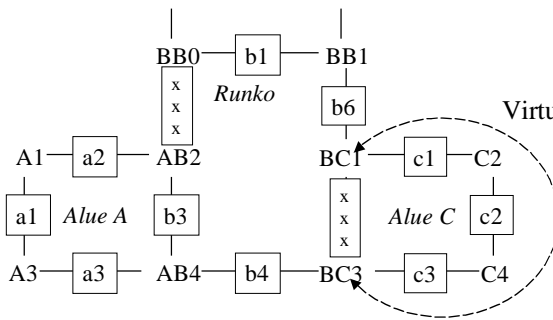 BB0 b1 BB1
x
x
x
Runko
b6
Virtu
A1 a2 AB2 BC1 c1 C2
a1 Alue A b3
x
x
x
Alue C c2
A3 a3 AB4 b4 BC3 c3 C4